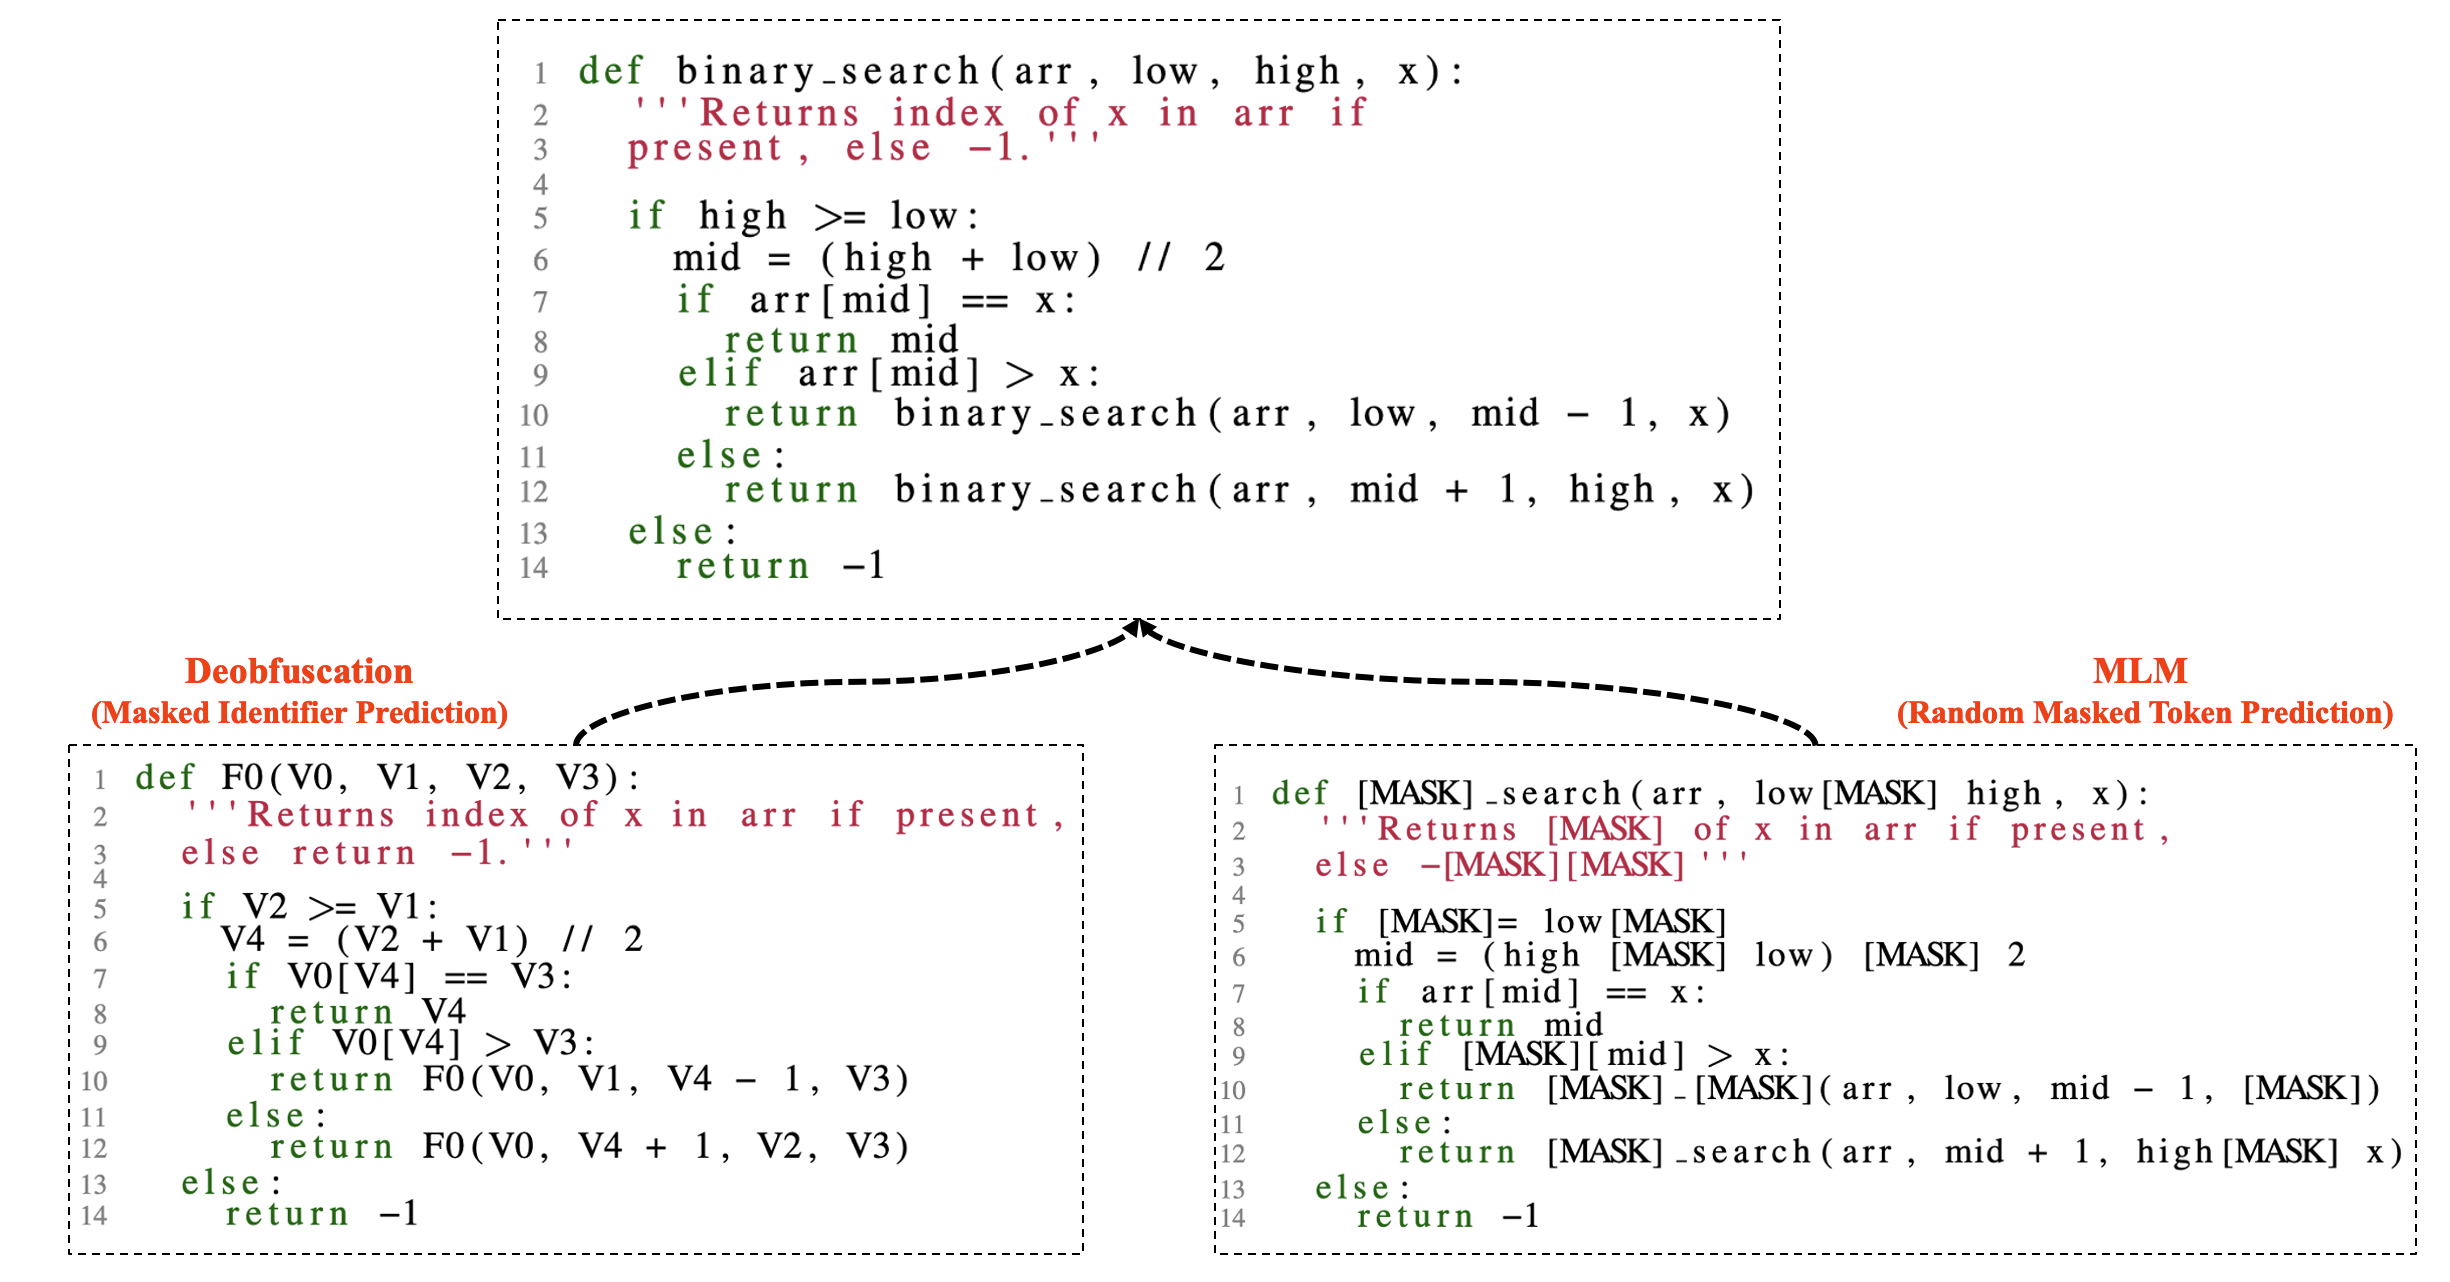 1 def binary_search(arr, low, high, x):
2 '''Returns index of x in arr if
3 present, else -1.'''
4
5 if high >= low:
6 mid = (high + low) // 2
7 if arr[mid] == x:
8 return mid
9 elif arr[mid] > x:
10 return binary_search(arr, low, mid - 1, x)
11 else:
12 return binary_search(arr, mid + 1, high, x)
13 else:
14 return -1
Deobfuscation
(Masked Identifier Prediction)
1 def F0(V0, V1, V2, V3):
2 '''Returns index of x in arr if present,
3 else return -1.'''
4
5 if V2 >= V1:
6 V4 = (V2 + V1) // 2
7 if V0[V4] == V3:
8 return V4
9 elif V0[V4] > V3:
10 return F0(V0, V1, V4 - 1, V3)
11 else:
12 return F0(V0, V4 + 1, V2, V3)
13 else:
14 return -1
MLM
(Random Masked Token Prediction)
1 def [MASK]_search(arr, low[MASK] high, x):
2 '''Returns [MASK] of x in arr if present,
3 else -[MASK][MASK]'''
4
5 if [MASK]= low[MASK]
6 mid = (high [MASK] low) [MASK] 2
7 if arr[mid] == x:
8 return mid
9 elif [MASK][mid] > x:
10 return [MASK]_[MASK](arr, low, mid - 1, [MASK])
11 else:
12 return [MASK]_search(arr, mid + 1, high[MASK] x)
13 else:
14 return -1